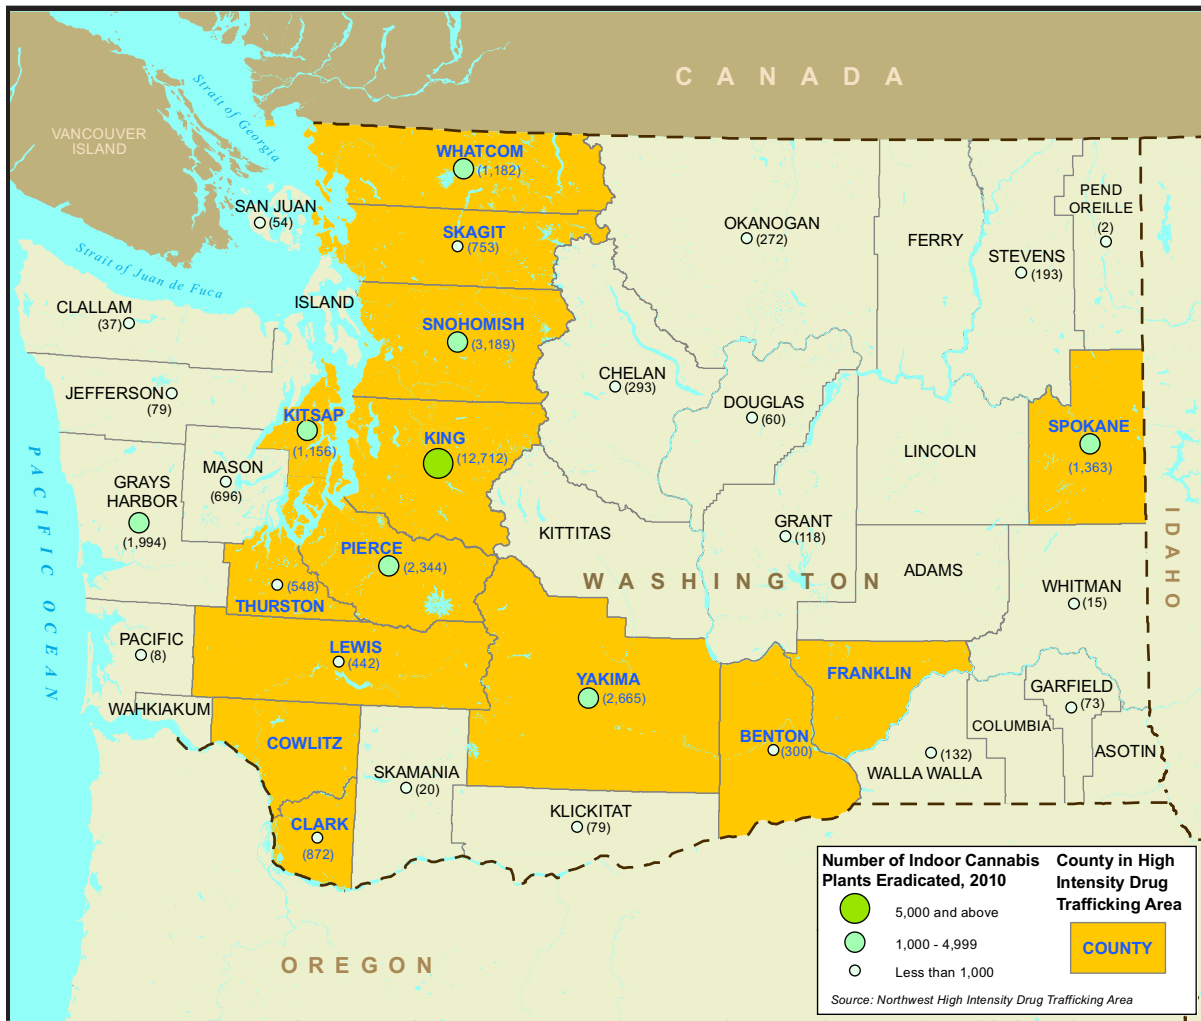 CANADA
VANCOUVER
ISLAND
Strait of Georgia
WHATCOM
(1,182)
SAN JUAN
(54)
SKAGIT
(753)
OKANOGAN
(272)
FERRY
PEND
OREILLE
(2)
STEVENS
(193)
Strait of Juan de Fuca
CLALLAM
(37)
ISLAND
SNOHOMISH
(3,189)
JEFFERSON
(79)
CHELAN
(293)
DOUGLAS
(60)
KITSAP
(1,156)
KING
(12,712)
LINCOLN
SPOKANE
(1,363)
PACIFIC OCEAN
MASON
(696)
GRAYS
HARBOR
(1,994)
KITTITAS
GRANT
(118)
IDAHO
PIERCE
(2,344)
WASHINGTON
ADAMS
(548)
THURSTON
WHITMAN
(15)
PACIFIC
(8)
LEWIS
(442)
YAKIMA
(2,665)
FRANKLIN
GARFIELD
(73)
WAHKIAKUM
COLUMBIA
BENTON
(300)
COWLITZ
(132)
WALLA WALLA
ASOTIN
SKAMANIA
(20)
KLICKITAT
(79)
CLARK
(872)
OREGON
Number of Indoor Cannabis
Plants Eradicated, 2010
5,000 and above
1,000 - 4,999
Less than 1,000
County in High
Intensity Drug
Trafficking Area
COUNTY
Source: Northwest High Intensity Drug Trafficking Area